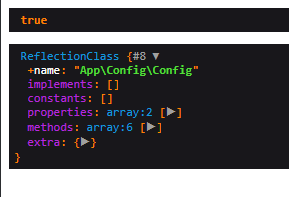 true
ReflectionClass {#8 ▼
+name: "App\Config\Config"
implements: []
constants: []
properties: array:2 [▶]
methods: array:6 [▶]
extra: {▶}
}